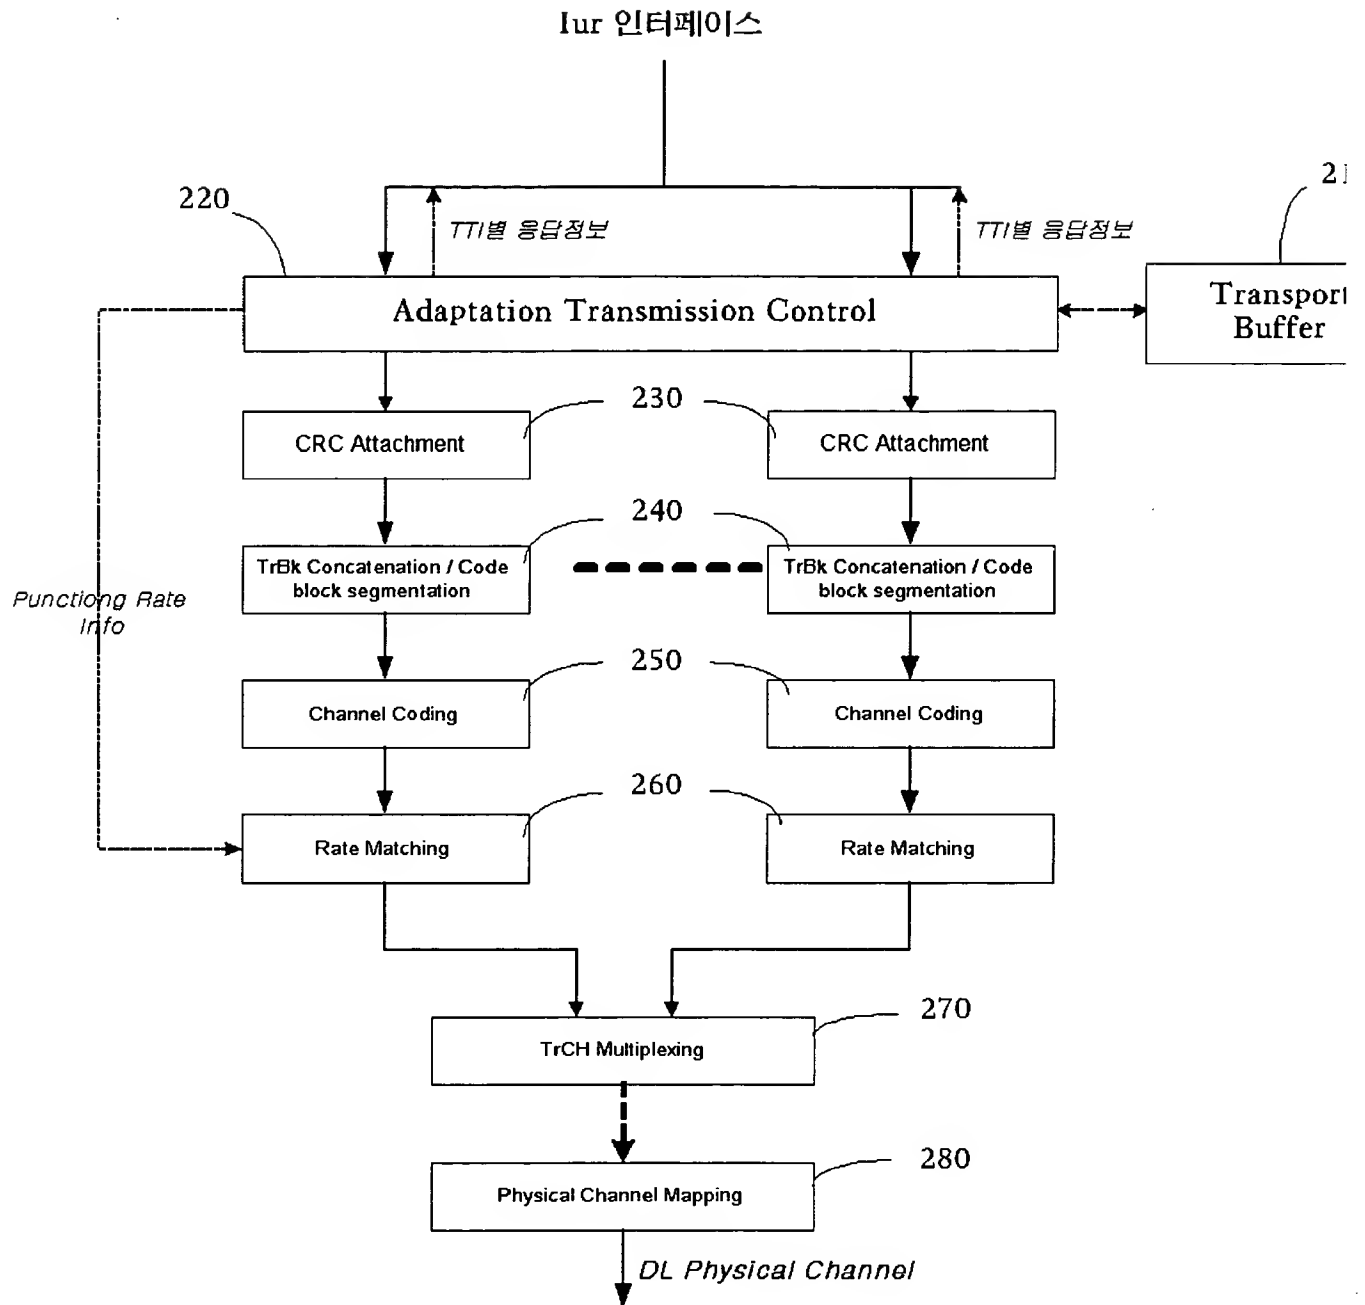 Iur 인터페이스
220
TTI별 응답정보
TTI별 응답정보
Adaptation Transmission Control
Transport
Buffer
230
CRC Attachment
CRC Attachment
240
TrBk Concatenation / Code
block segmentation
TrBk Concatenation / Code
block segmentation
Punctiong Rate
Info
250
Channel Coding
Channel Coding
260
Rate Matching
Rate Matching
270
TrCH Multiplexing
280
Physical Channel Mapping
DL Physical Channel